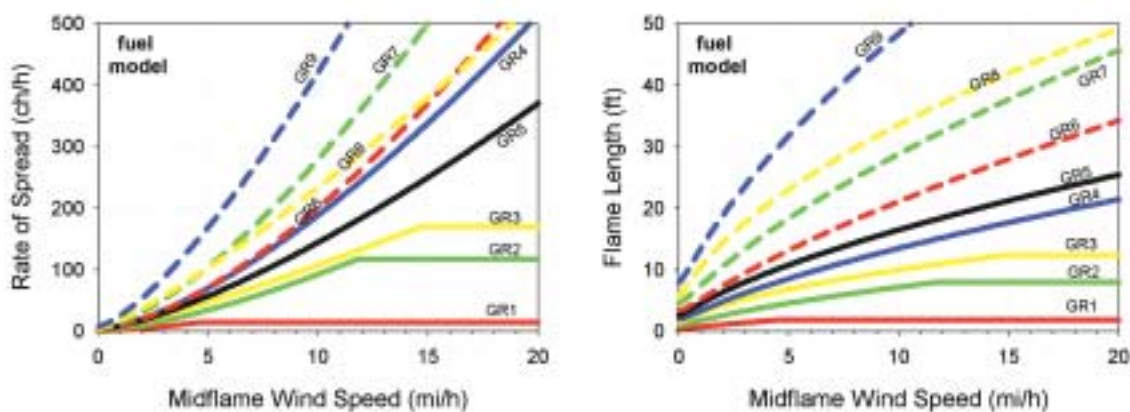 fuel
model
Rate of Spread (ch/h)
500
400
300
200
100
0
0
5
10
15
20
Midflame Wind Speed (mi/h)
GR9
GR7
GR4
GR5
GR8
GR6
GR3
GR2
GR1
fuel
model
Flame Length (ft)
50
40
30
20
10
0
0
5
10
15
20
Midflame Wind Speed (mi/h)
GR9
GR8
GR7
GR6
GR5
GR4
GR3
GR2
GR1